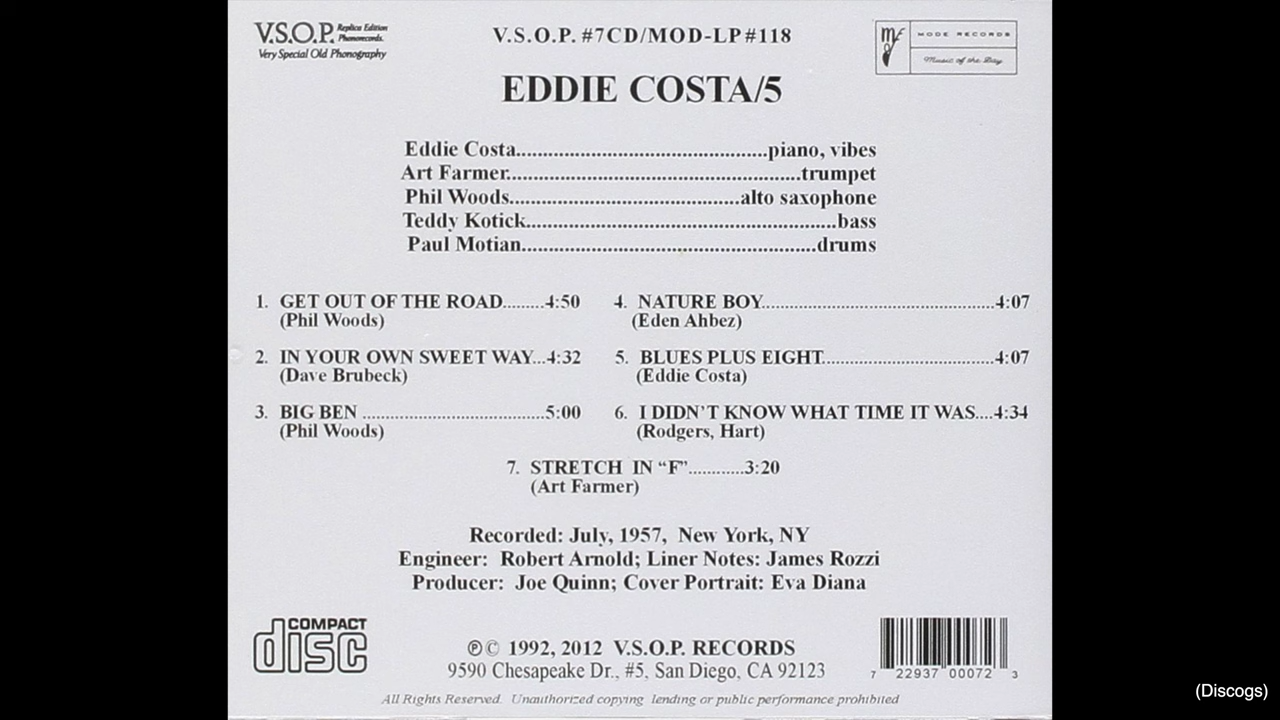 V.S.O.P. Replica Edition Phonorecords.
Very Special Old Phonography
V.S.O.P. #7CD/MOD-LP#118
MODE RECORDS
Music of the Day
EDDIE COSTA/5
Eddie Costa..........................................piano, vibes
Art Farmer.................................................trumpet
Phil Woods.......................................alto saxophone
Teddy Kotick....................................................bass
Paul Motian.................................................drums
1. GET OUT OF THE ROAD.........4:50
(Phil Woods)
2. IN YOUR OWN SWEET WAY...4:32
(Dave Brubeck)
3. BIG BEN ...............................5:00
(Phil Woods)
4. NATURE BOY.......................................4:07
(Eden Ahbez)
5. BLUES PLUS EIGHT.............................4:07
(Eddie Costa)
6. I DIDN'T KNOW WHAT TIME IT WAS....4:34
(Rodgers, Hart)
7. STRETCH IN “F”............3:20
(Art Farmer)
Recorded: July, 1957, New York, NY
Engineer: Robert Arnold; Liner Notes: James Rozzi
Producer: Joe Quinn; Cover Portrait: Eva Diana
COMPACT
disc
℗© 1992, 2012 V.S.O.P. RECORDS
9590 Chesapeake Dr., #5, San Diego, CA 92123
7 22937 00072 3
All Rights Reserved. Unauthorized copying lending or public performance prohibited
(Discogs)